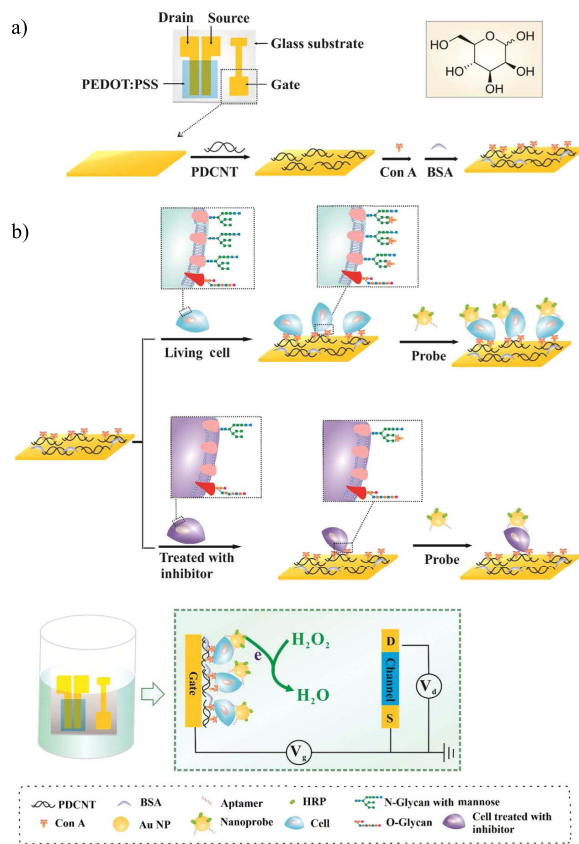 a)
Drain
Source
Glass substrate
PEDOT:PSS
Gate
HO
OH
O
OH
HO
OH
OH
PDCNT
Con A
BSA
b)
Living cell
Probe
Treated with
inhibitor
Probe
Gate
e
H2O2
H2O
D
Channel
S
Vd
Vg
PDCNT
BSA
Aptamer
HRP
N-Glycan with mannose
Con A
Au NP
Nanoprobe
Cell
O-Glycan
Cell treated with
inhibitor